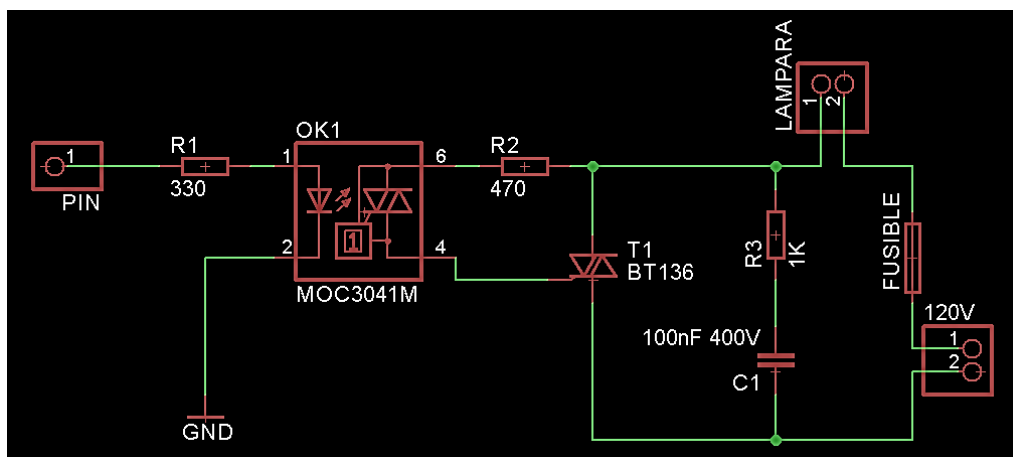 LAMPARA
1
2
OK1
R1
1
6
R2
1
330
470
PIN
FUSIBLE
R3
1K
2
1
4
T1
BT136
MOC3041M
120V
100nF 400V
1
2
C1
GND